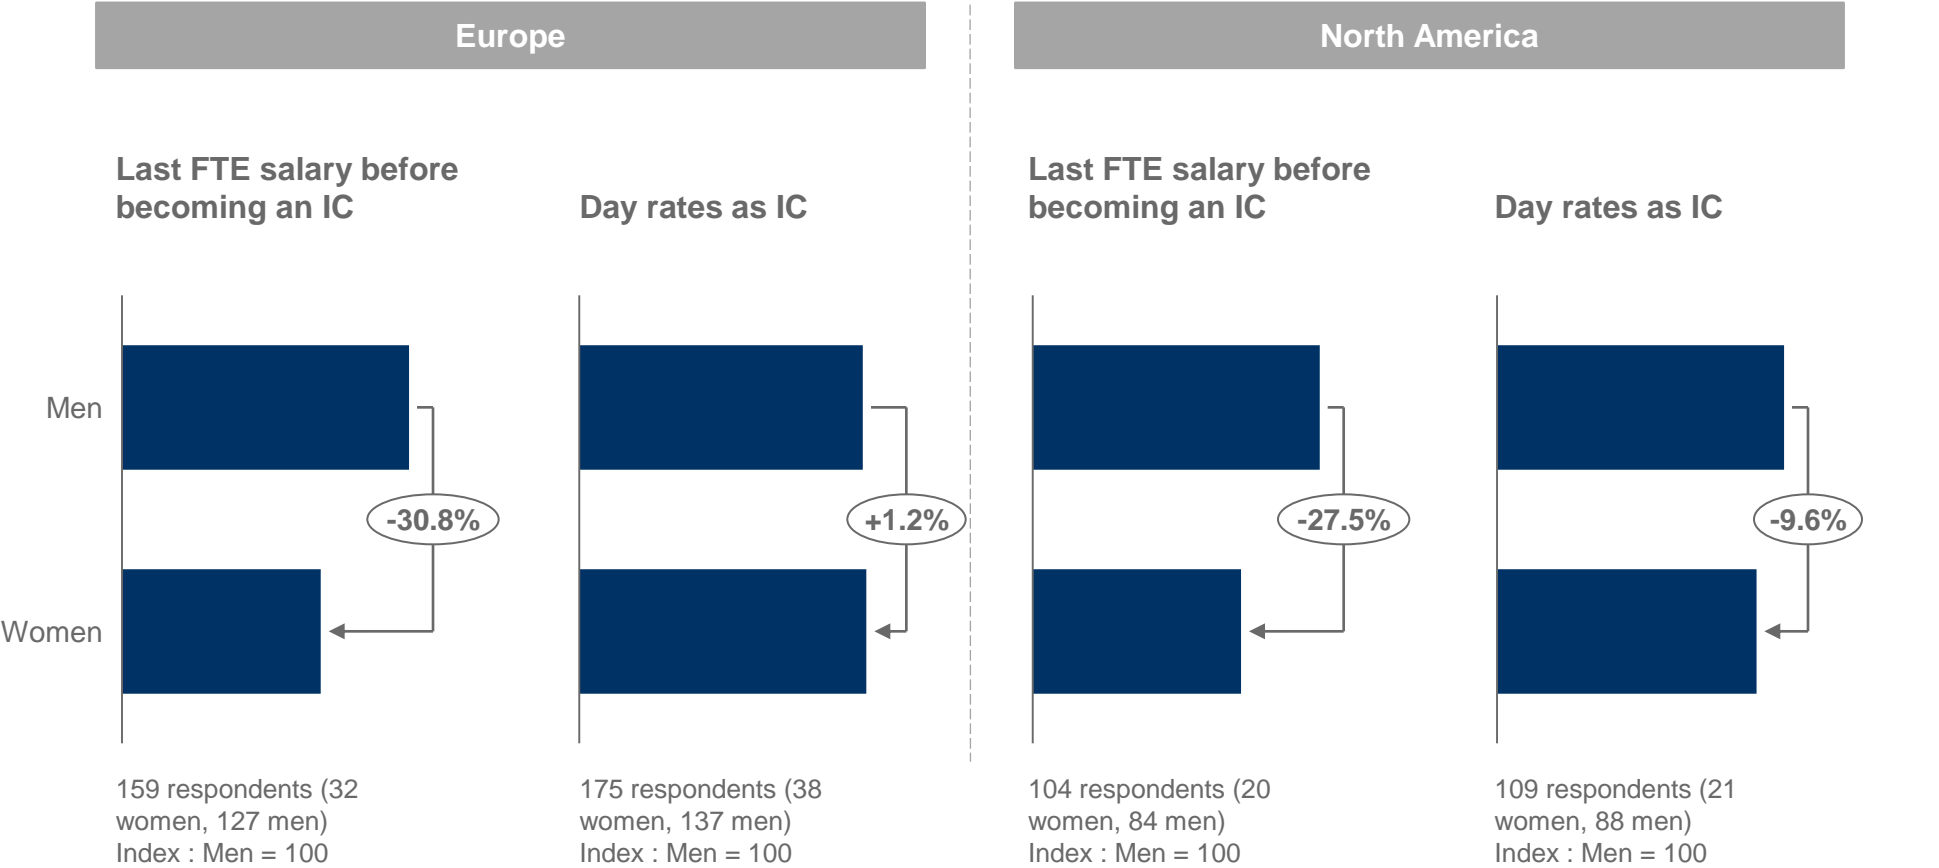 Europe
North America
Last FTE salary before
becoming an IC
Day rates as IC
Last FTE salary before
becoming an IC
Day rates as IC
Men
-30.8%
+1.2%
-27.5%
-9.6%
Women
159 respondents (32
women, 127 men)
Index : Men = 100
175 respondents (38
women, 137 men)
Index : Men = 100
104 respondents (20
women, 84 men)
Index : Men = 100
109 respondents (21
women, 88 men)
Index : Men = 100